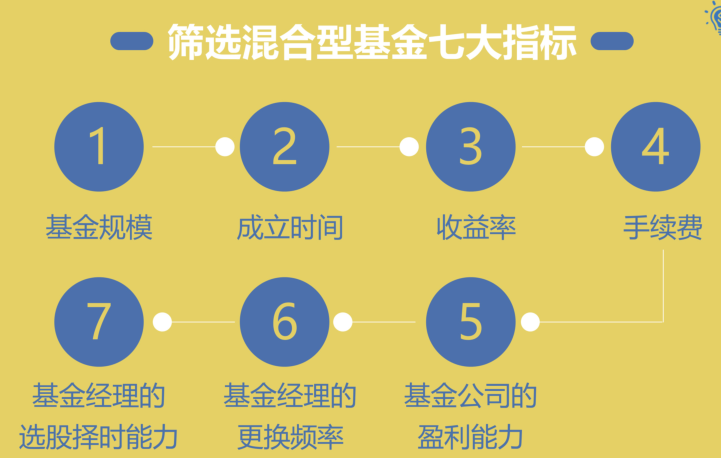 筛选混合型基金七大指标
1
2
3
4
基金规模
成立时间
收益率
手续费
5
6
7
基金公司的
盈利能力
基金经理的
更换频率
基金经理的
选股择时能力